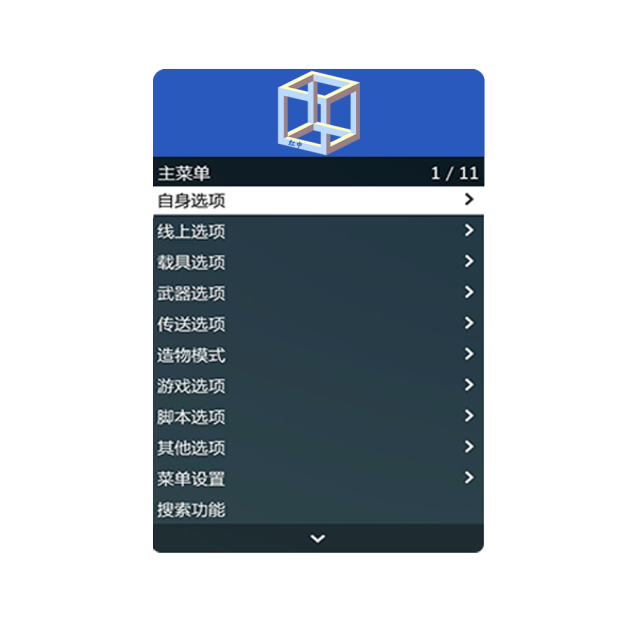 红中
主菜单 1 / 11
自身选项
线上选项
载具选项
武器选项
传送选项
造物模式
游戏选项
脚本选项
其他选项
菜单设置
搜索功能